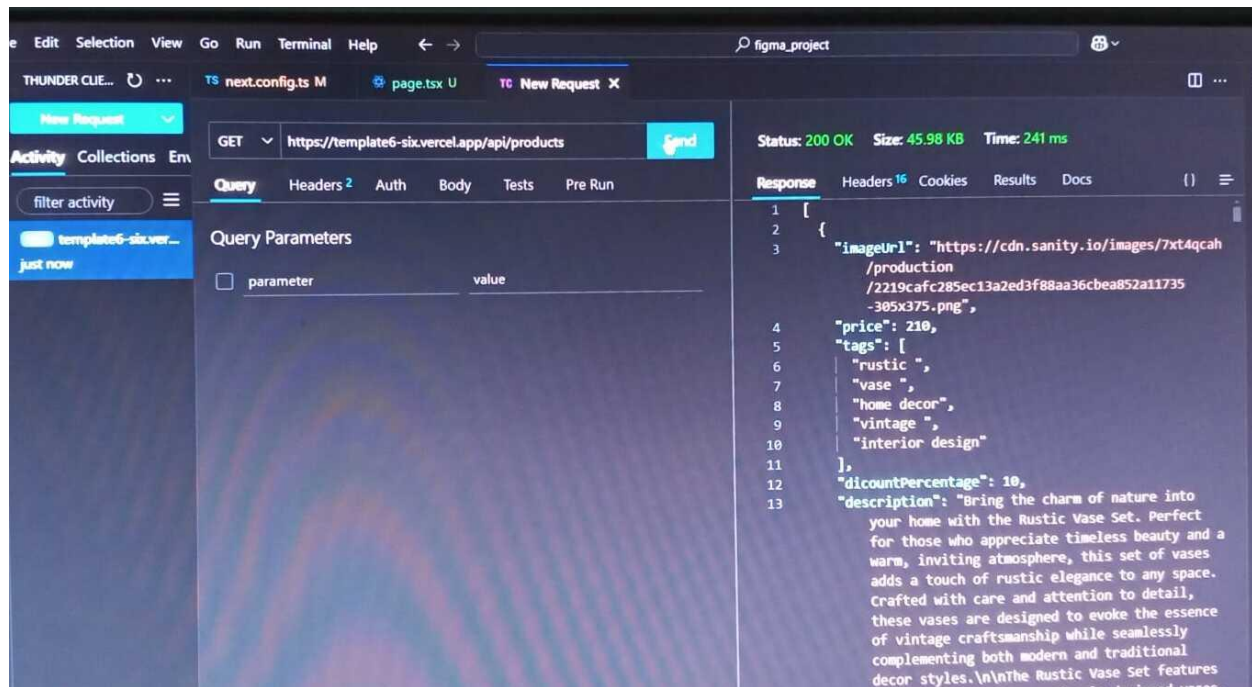 e Edit Selection View Go Run Terminal Help ← → figma_project
THUNDER CLIE... ··· TS next.config.ts M page.tsx U TC New Request X ···
New Request
Activity Collections Env
filter activity
template6-six.ver...
just now
GET https://template6-six.vercel.app/api/products Send
Query Headers 2 Auth Body Tests Pre Run
Query Parameters
parameter value
Status: 200 OK Size: 45.98 KB Time: 241 ms
Response Headers 16 Cookies Results Docs {}
1 [
2 {
3 "imageUrl": "https://cdn.sanity.io/images/7xt4qcah
/production
/2219cafc285ec13a2ed3f88aa36cbea852a11735
-305x375.png",
4 "price": 210,
5 "tags": [
6 "rustic ",
7 "vase ",
8 "home decor",
9 "vintage ",
10 "interior design"
11 ],
12 "dicountPercentage": 10,
13 "description": "Bring the charm of nature into
your home with the Rustic Vase Set. Perfect
for those who appreciate timeless beauty and a
warm, inviting atmosphere, this set of vases
adds a touch of rustic elegance to any space.
Crafted with care and attention to detail,
these vases are designed to evoke the essence
of vintage craftsmanship while seamlessly
complementing both modern and traditional
decor styles.\n\nThe Rustic Vase Set features